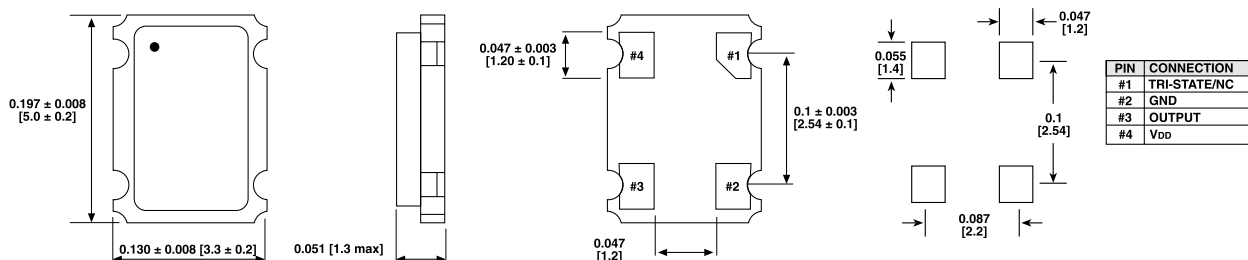 0.197 ± 0.008
[5.0 ± 0.2]
0.130 ± 0.008 [3.3 ± 0.2]
0.051 [1.3 max]
0.047 ± 0.003
[1.20 ± 0.1]
#4
#1
#3
#2
0.1 ± 0.003
[2.54 ± 0.1]
0.047
[1.2]
0.047
[1.2]
0.055
[1.4]
0.1
[2.54]
0.087
[2.2]
PIN CONNECTION
#1 TRI-STATE/NC
#2 GND
#3 OUTPUT
#4 VDD